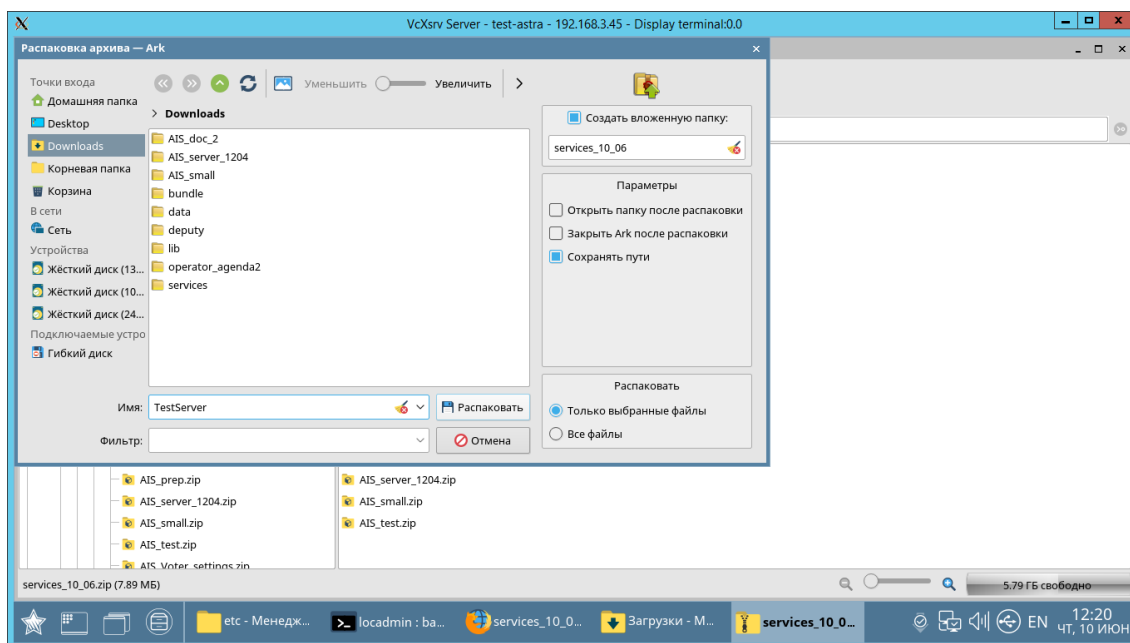 VcXsrv Server - test-astra - 192.168.3.45 - Display terminal:0.0
Распаковка архива — Ark
Точки входа
Домашняя папка
Desktop
Downloads
Корневая папка
Корзина
В сети
Сеть
Устройства
Жёсткий диск (13...
Жёсткий диск (10...
Жёсткий диск (24...
Подключаемые устро
Гибкий диск
Уменьшить
Увеличить
> Downloads
AIS_doc_2
AIS_server_1204
AIS_small
bundle
data
deputy
lib
operator_agenda2
services
Имя: TestServer
Распаковать
Фильтр:
Отмена
Создать вложенную папку:
services_10_06
Параметры
Открыть папку после распаковки
Закрыть Ark после распаковки
Сохранять пути
Распаковать
Только выбранные файлы
Все файлы
AIS_prep.zip
AIS_server_1204.zip
AIS_small.zip
AIS_test.zip
AIS_Voter_settings.zip
AIS_server_1204.zip
AIS_small.zip
AIS_test.zip
services_10_06.zip (7.89 МБ)
5.79 ГБ свободно
etc - Менедж...
locadmin : ba...
services_10_0...
Загрузки - М...
services_10_0...
EN
12:20
ЧТ, 10 ИЮН